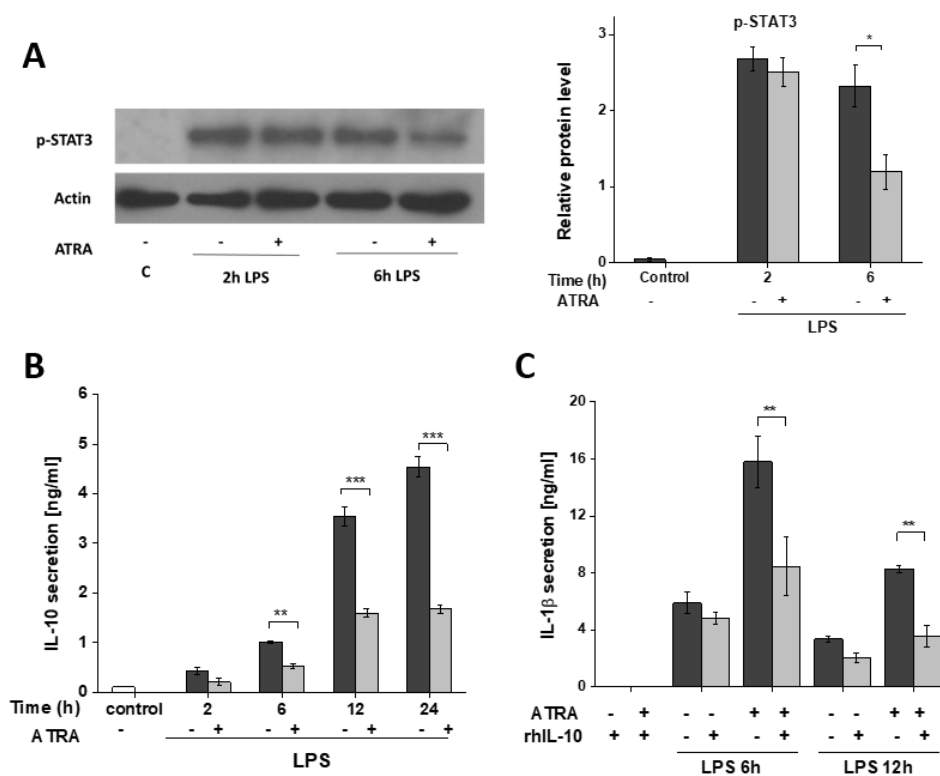 A
p-STAT3
Actin
ATRA - + - +
C 2h LPS 6h LPS
p-STAT3
Relative protein level
3
2
1
0
*
Time (h) Control 2 6
ATRA - - + - +
LPS
B
IL-10 secretion [ng/ml]
6
5
4
3
2
1
0
**
***
***
Time (h) control 2 6 12 24
ATRA - - + - + - + - +
LPS
C
IL-1β secretion [ng/ml]
20
16
12
8
4
0
**
**
ATRA - + - - + + - - + +
rhIL-10 + + - + - + - + - +
LPS 6h LPS 12h